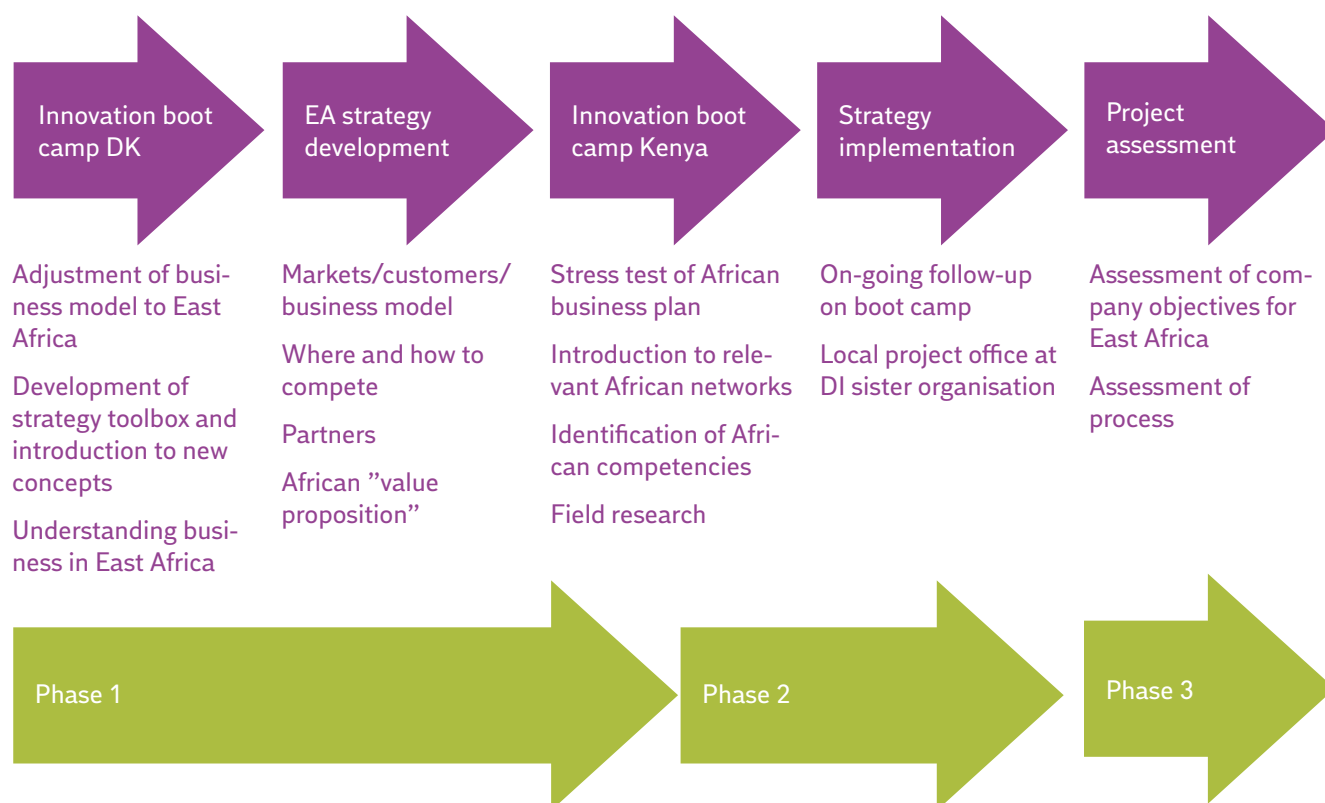 Innovation boot
camp DK
EA strategy
development
Innovation boot
camp Kenya
Strategy
implementation
Project
assessment
Adjustment of busi-
ness model to East
Africa
Development of
strategy toolbox and
introduction to new
concepts
Understanding busi-
ness in East Africa
Markets/customers/
business model
Where and how to
compete
Partners
African ”value
proposition”
Stress test of African
business plan
Introduction to rele-
vant African networks
Identification of Afri-
can competencies
Field research
On-going follow-up
on boot camp
Local project office at
DI sister organisation
Assessment of com-
pany objectives for
East Africa
Assessment of
process
Phase 1
Phase 2
Phase 3